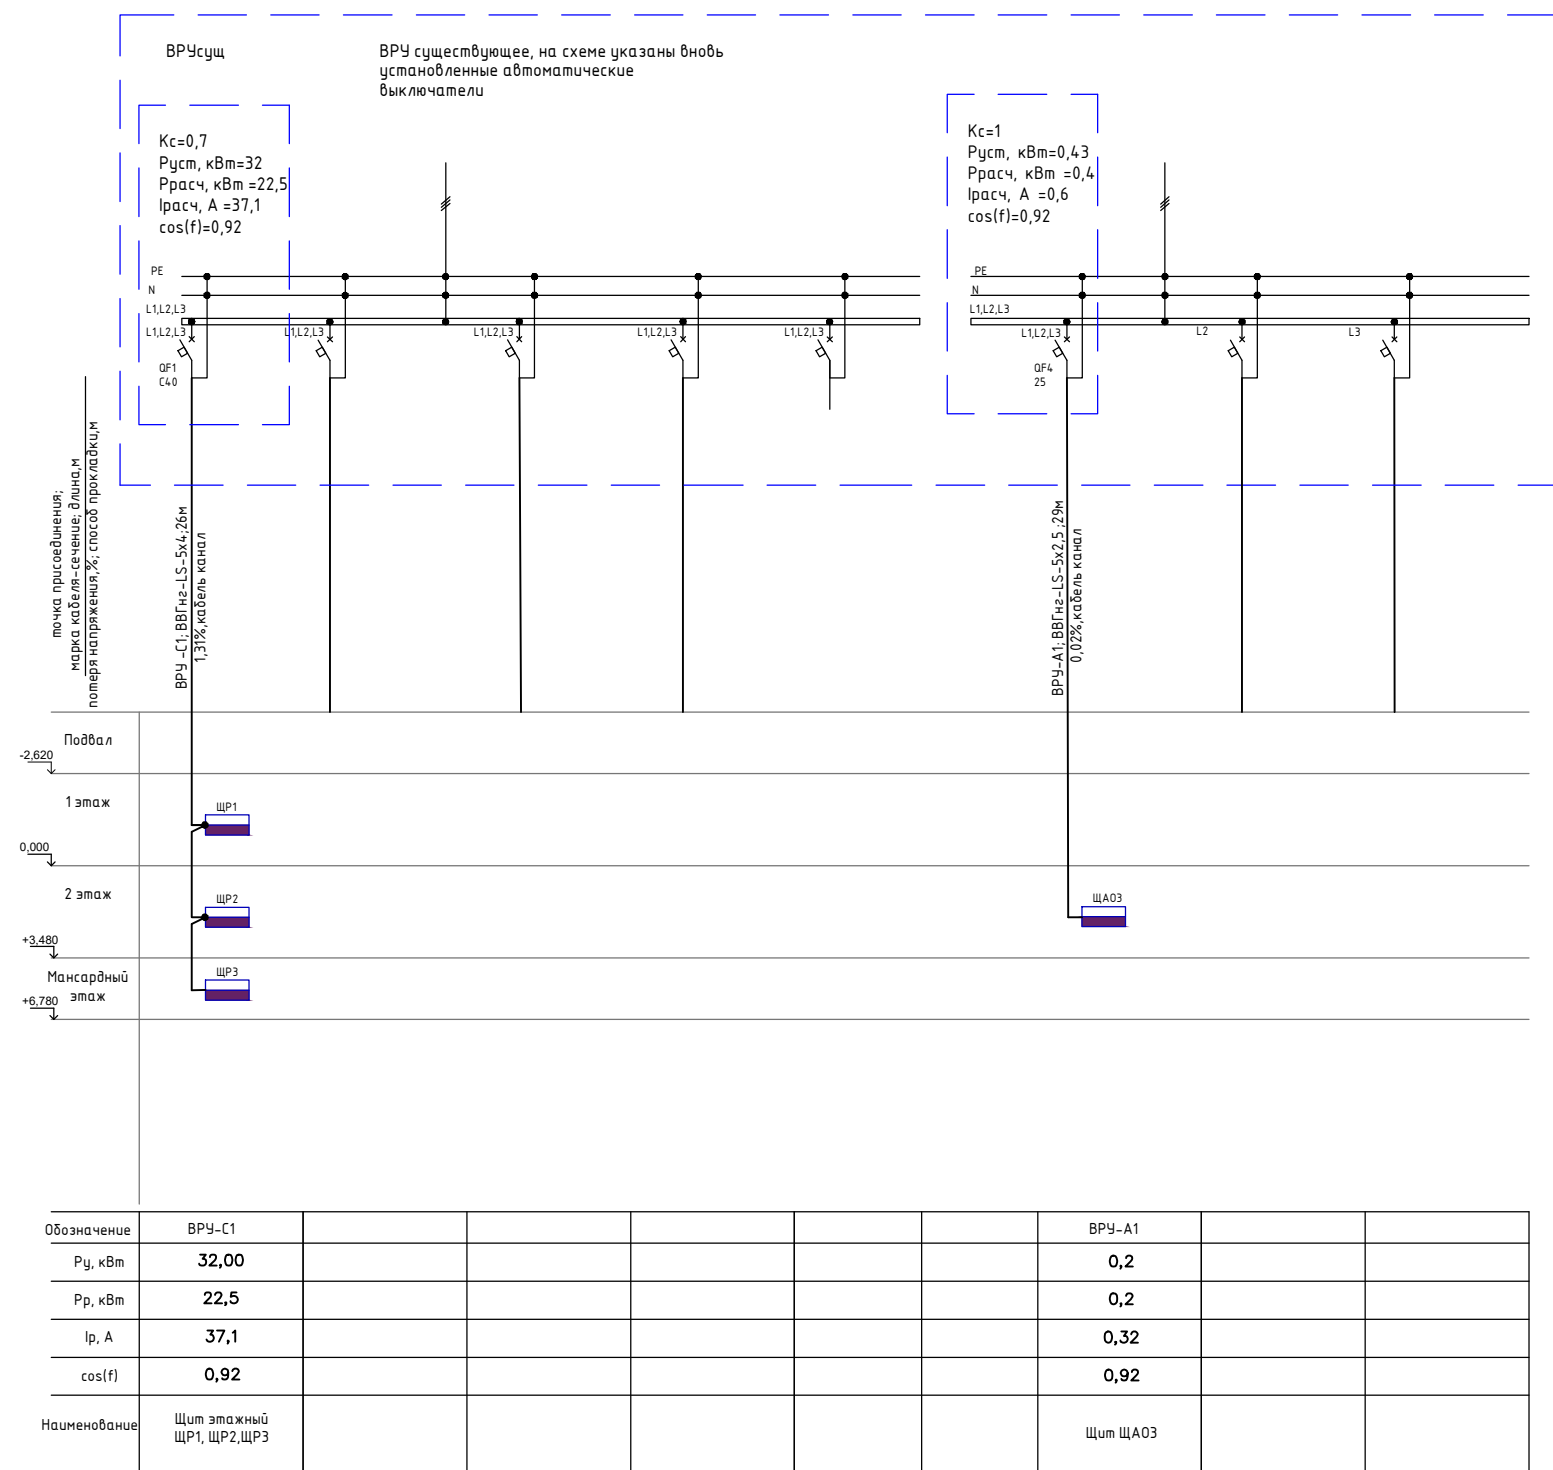 ВРУсущ
ВРУ существующее, на схеме указаны вновь
установленные автоматические
выключатели
Кс=0,7
Руст, кВт=32
Ррасч, кВт =22,5
Iрасч, А =37,1
cos(f)=0,92
Кс=1
Руст, кВт=0,43
Ррасч, кВт =0,4
Iрасч, А =0,6
cos(f)=0,92
PE
N
L1,L2,L3
L1,L2,L3
L1,L2,L3
L1,L2,L3
L1,L2,L3
L1,L2,L3
QF1
C40
PE
N
L1,L2,L3
L1,L2,L3
L2
L3
QF4
25
точка присоединения;
марка кабеля-сечение; длина,м
потеря напряжения,%; способ прокладки,м
ВРУ -С1; ВВГнг-LS-5х4;26м
1,31%,кабель канал
ВРУ-А1; ВВГнг-LS-5х2,5 ;29м
0,02%,кабель канал
Подвал
-2,620
1 этаж
ЩР1
0,000
2 этаж
ЩР2
ЩАО3
+3,480
Мансардный
этаж
ЩР3
+6,780
Обозначение ВРУ-С1 ВРУ-А1
Ру, кВт 32,00 0,2
Рр, кВт 22,5 0,2
Iр, А 37,1 0,32
cos(f) 0,92 0,92
Наименование
Щит этажный
ЩР1, ЩР2,ЩР3
Щит ЩАО3